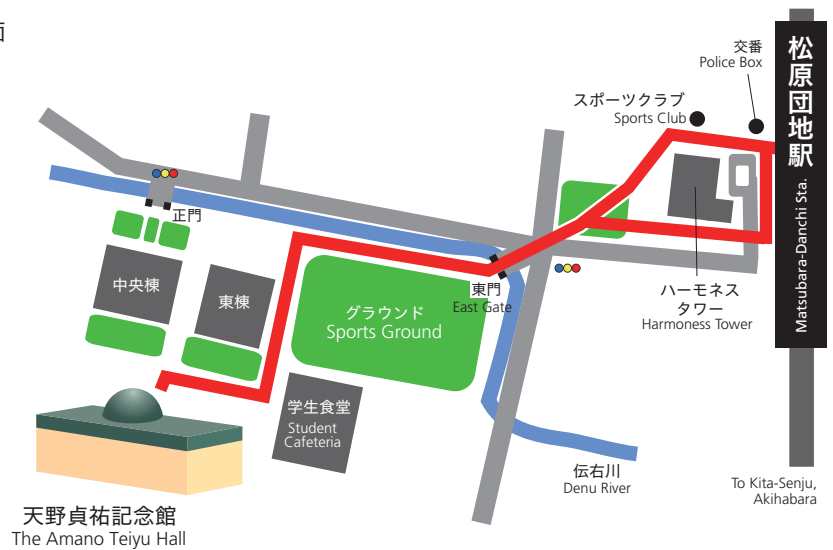 面
交番
Police Box
スポーツクラブ
Sports Club
松原団地駅
Matsubara-Danchi Sta.
正門
中央棟
東棟
グラウンド
Sports Ground
東門
East Gate
ハーモネス
タワー
Harmoness Tower
学生食堂
Student
Cafeteria
伝右川
Denu River
To Kita-Senju,
Akihabara
天野貞祐記念館
The Amano Teiyu Hall